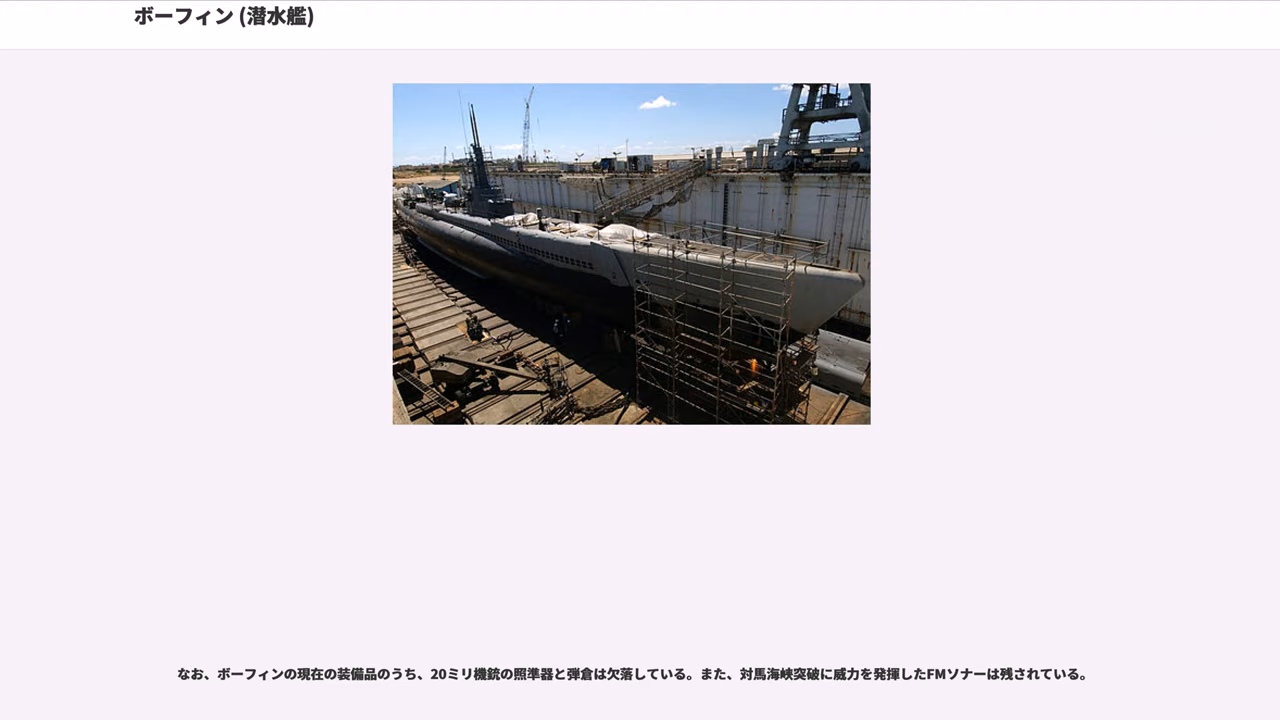 ボーフィン (潜水艦)
なお、ボーフィンの現在の装備品のうち、20ミリ機銃の照準器と弾倉は欠落している。また、対馬海峡突破に威力を発揮したFMソナーは残されている。